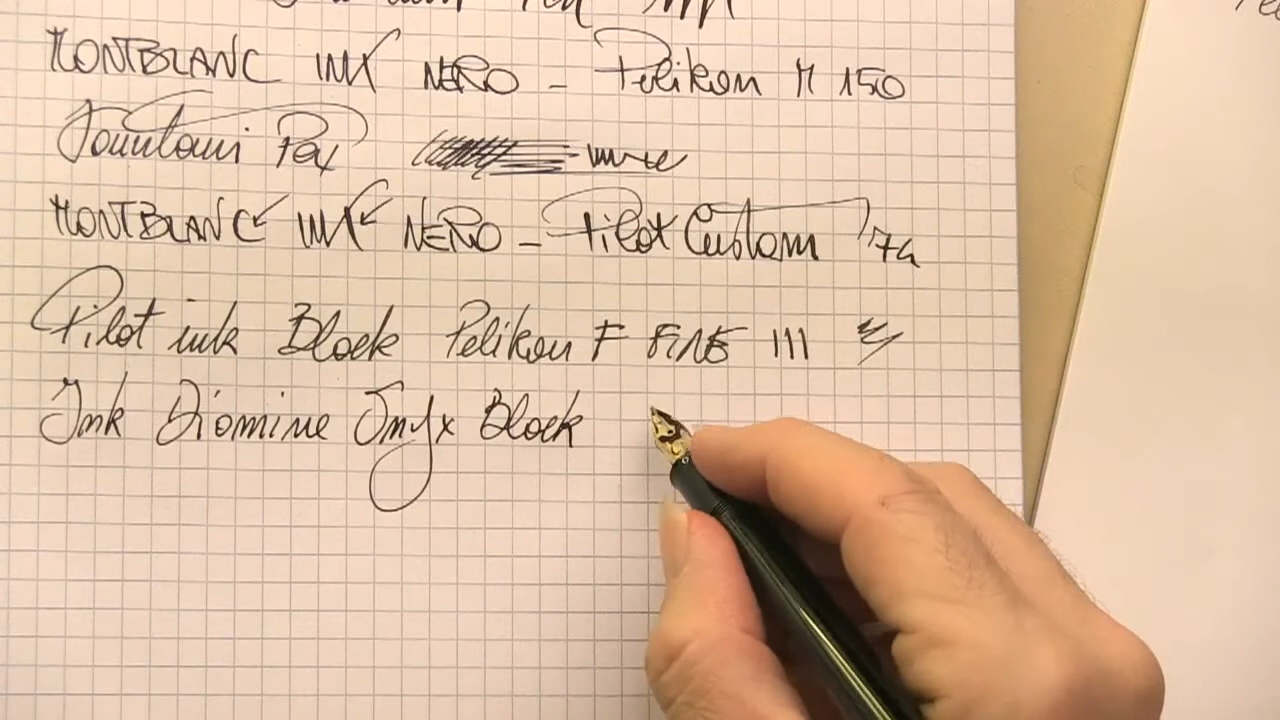 MONTBLANC INK NERO - Pelikan M 150
Fountain Pen
MONTBLANC INK NERO - Pilot Custom 74
Pilot ink Black Pelikan F FINE III
Ink Diamine Onyx Black